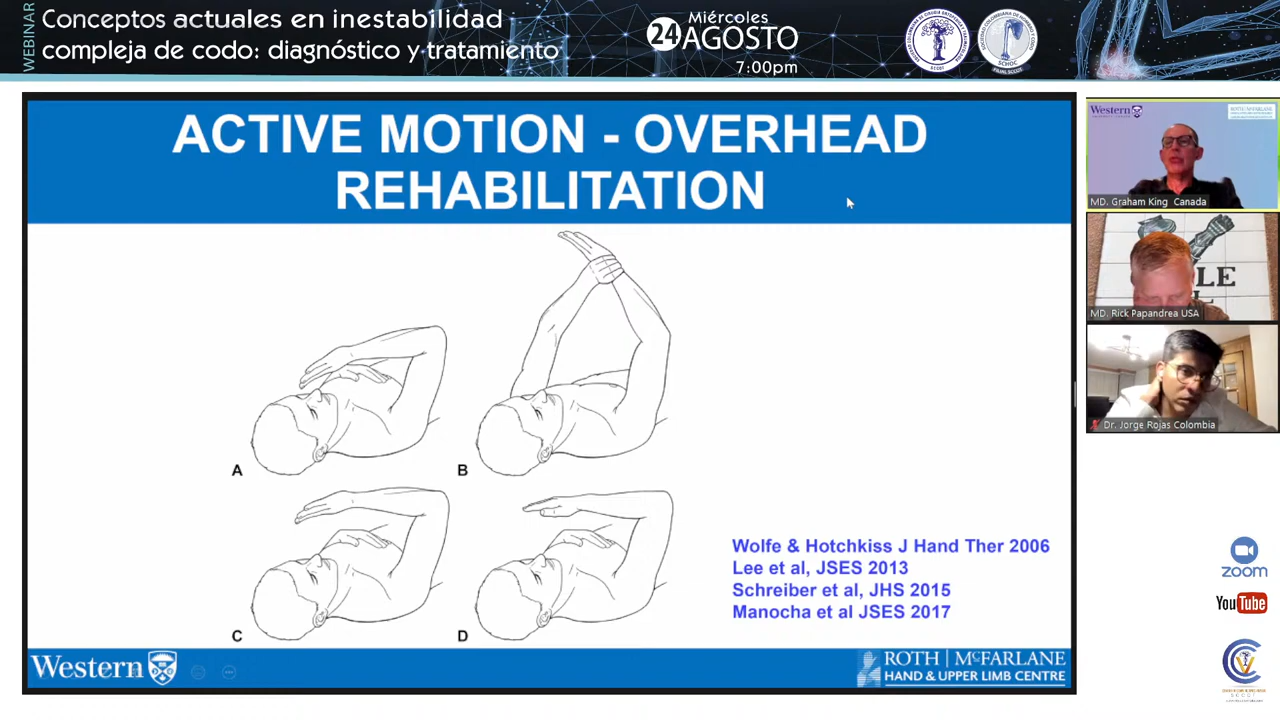 WEBINAR
Conceptos actuales en inestabilidad
compleja de codo: diagnóstico y tratamiento
Miércoles
24 AGOSTO
7:00pm
ACTIVE MOTION - OVERHEAD
REHABILITATION
A
B
C
D
Wolfe & Hotchkiss J Hand Ther 2006
Lee et al, JSES 2013
Schreiber et al, JHS 2015
Manocha et al JSES 2017
Western
ROTH | McFARLANE
HAND & UPPER LIMB CENTRE
Western
MD. Graham King Canada
MD. Rick Papandrea USA
Dr. Jorge Rojas Colombia
zoom
YouTube